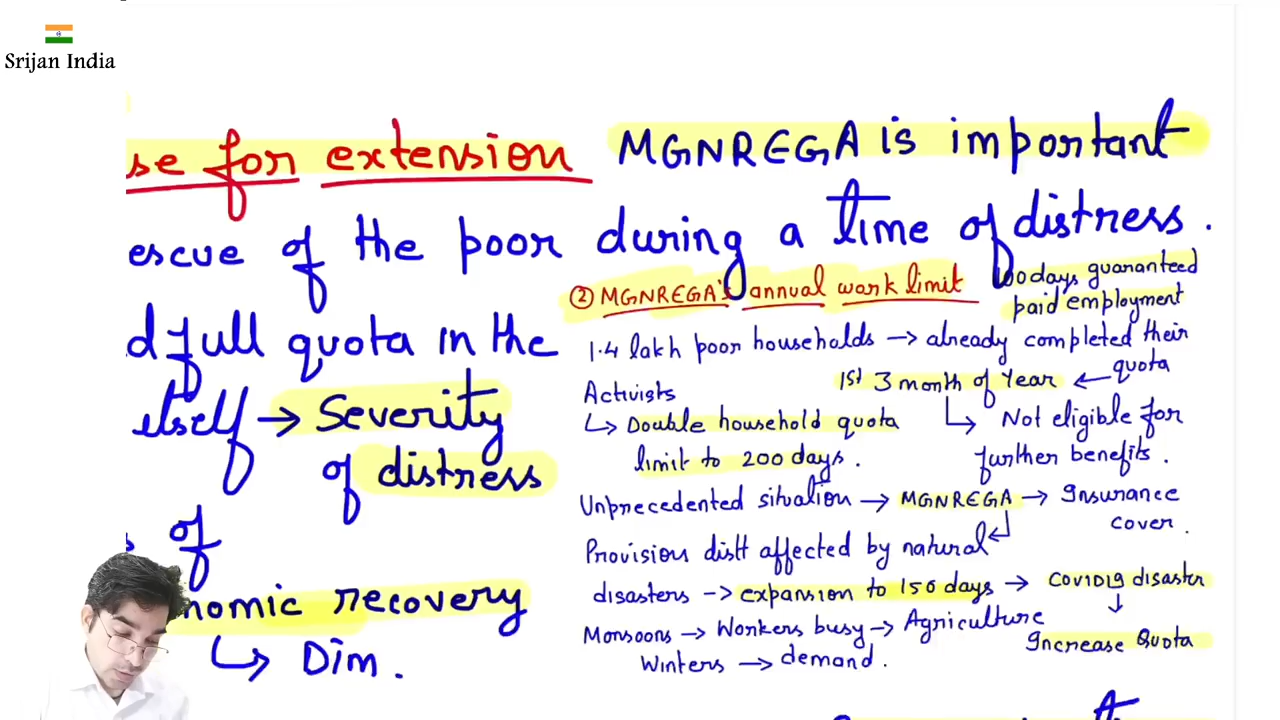 Srijan India
se for extension MGNREGA is important
escue of the poor during a time of distress.
d full quota in the
itself → Severity
of distress
s of
nomic recovery
↳ Dim.
② MGNREGA's annual work limit 100 days guaranteed
paid employment
1.4 lakh poor households → already completed their
quota
Activists 1st 3 month of Year ←
↳ Double household quota ↳ Not eligible for
limit to 200 days. further benefits.
Unprecedented situation → MGNREGA → Insurance
cover.
Provision distt affected by natural
disasters → expansion to 150 days → COVID19 disaster
Monsoons → Workers busy → Agriculture ↓
Increase Quota
Winters → demand.